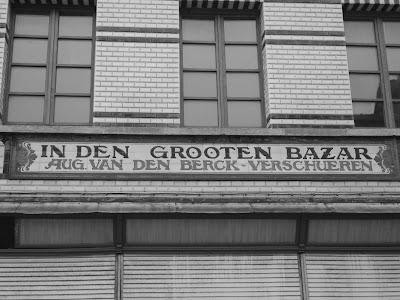 IN DEN GROOTEN BAZAR
AUG. VAN DEN BERCK-VERSCHUEREN